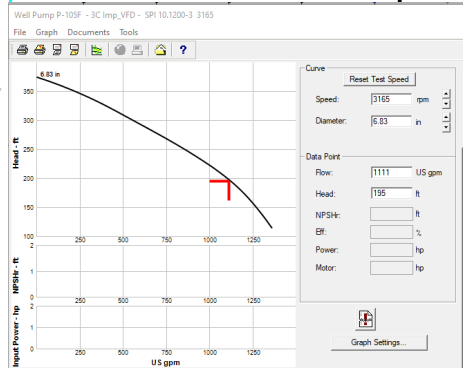 Well Pump P-105F - 3C Imp_VFD - SPI 10.1200-3 3165
File Graph Documents Tools
?
6.83 in
Head - ft
350
300
250
200
150
100
250 500 750 1000 1250
NPSHr - ft
2
1
0
250 500 750 1000 1250
Input Power - hp
2
1
0
250 500 750 1000 1250
US gpm
Curve
Reset Test Speed
Speed: 3165 rpm
Diameter: 6.83 in
Data Point
Flow: 1111 US gpm
Head: 195 ft
NPSHr: ft
Eff: %
Power: hp
Motor: hp
Graph Settings...